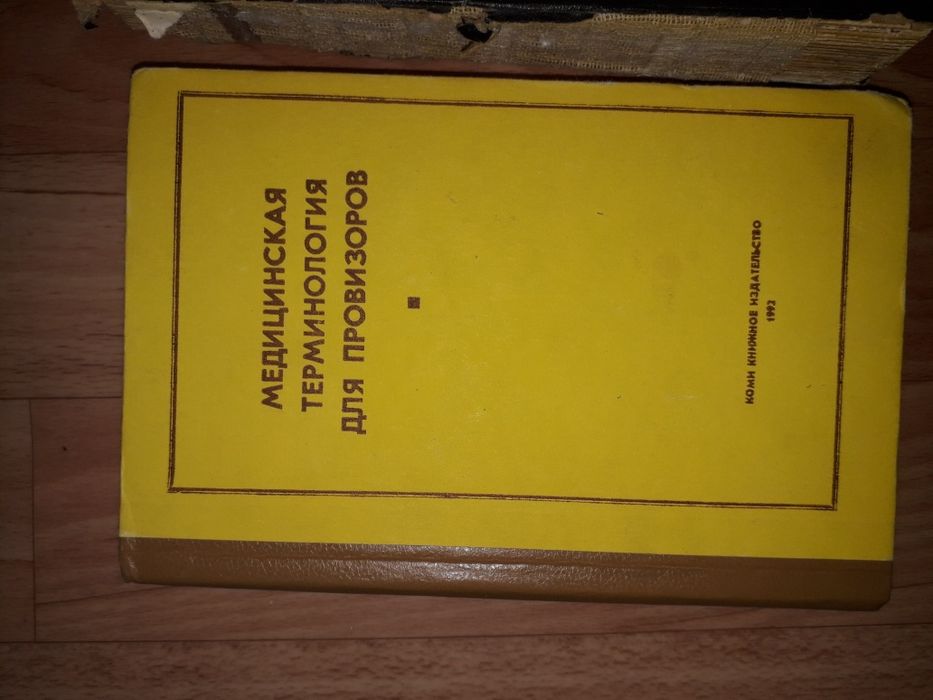 МЕДИЦИНСКАЯ
ТЕРМИНОЛОГИЯ
ДЛЯ ПРОВИЗОРОВ
КОМИ КНИЖНОЕ ИЗДАТЕЛЬСТВО
1992